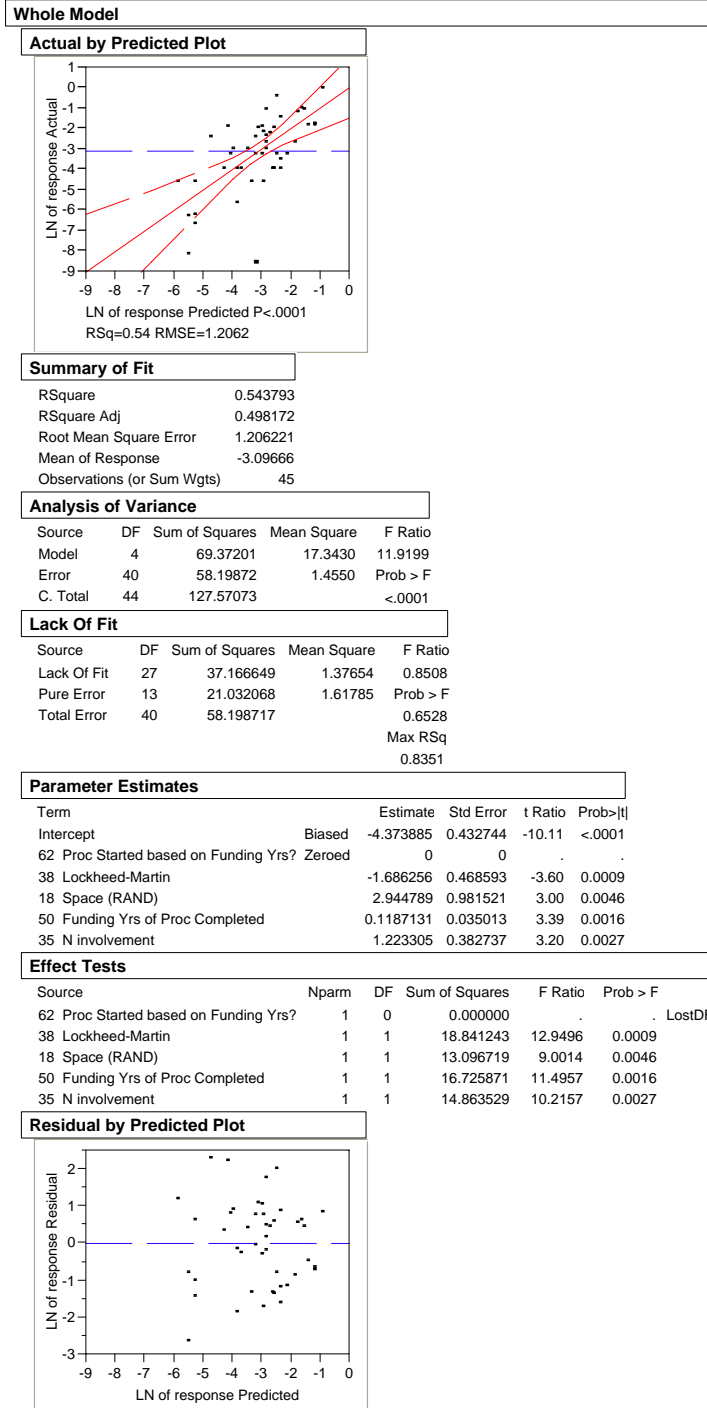 Whole Model
Actual by Predicted Plot
1
0
-1
-2
-3
-4
-5
-6
-7
-8
-9
LN of response Actual
-9 -8 -7 -6 -5 -4 -3 -2 -1 0
LN of response Predicted P<.0001
RSq=0.54 RMSE=1.2062
Summary of Fit
RSquare 0.543793
RSquare Adj 0.498172
Root Mean Square Error 1.206221
Mean of Response -3.09666
Observations (or Sum Wgts) 45
Analysis of Variance
Source DF Sum of Squares Mean Square F Ratio
Model 4 69.37201 17.3430 11.9199
Error 40 58.19872 1.4550 Prob > F
C. Total 44 127.57073 <.0001
Lack Of Fit
Source DF Sum of Squares Mean Square F Ratio
Lack Of Fit 27 37.166649 1.37654 0.8508
Pure Error 13 21.032068 1.61785 Prob > F
Total Error 40 58.198717 0.6528
Max RSq
0.8351
Parameter Estimates
Term Estimate Std Error t Ratio Prob>|t|
Intercept Biased -4.373885 0.432744 -10.11 <.0001
62 Proc Started based on Funding Yrs? Zeroed 0 0 . .
38 Lockheed-Martin -1.686256 0.468593 -3.60 0.0009
18 Space (RAND) 2.944789 0.981521 3.00 0.0046
50 Funding Yrs of Proc Completed 0.1187131 0.035013 3.39 0.0016
35 N involvement 1.223305 0.382737 3.20 0.0027
Effect Tests
Source Nparm DF Sum of Squares F Ratio Prob > F
62 Proc Started based on Funding Yrs? 1 0 0.000000 . . LostDF
38 Lockheed-Martin 1 1 18.841243 12.9496 0.0009
18 Space (RAND) 1 1 13.096719 9.0014 0.0046
50 Funding Yrs of Proc Completed 1 1 16.725871 11.4957 0.0016
35 N involvement 1 1 14.863529 10.2157 0.0027
Residual by Predicted Plot
2
1
0
-1
-2
-3
LN of response Residual
-9 -8 -7 -6 -5 -4 -3 -2 -1 0
LN of response Predicted